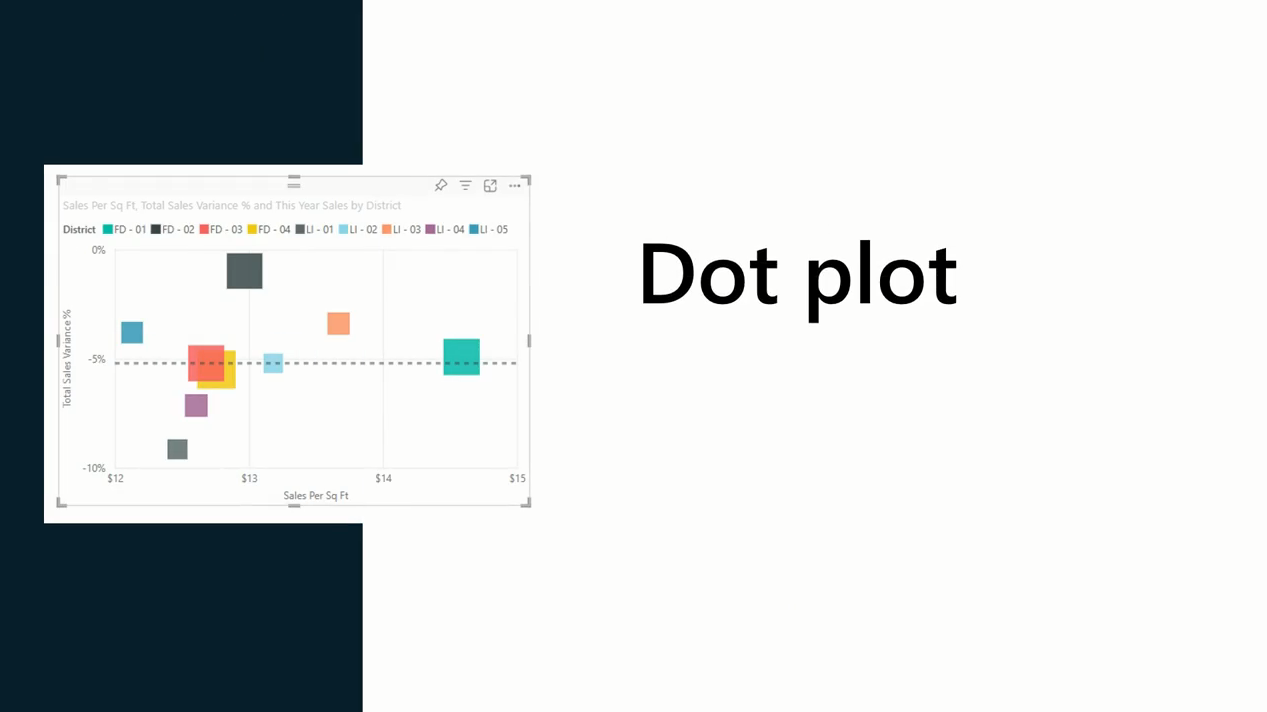 Dot plot
Sales Per Sq Ft, Total Sales Variance % and This Year Sales by District
District FD - 01 FD - 02 FD - 03 FD - 04 LI - 01 LI - 02 LI - 03 LI - 04 LI - 05
0%
-5%
-10%
Total Sales Variance %
$12 $13 $14 $15
Sales Per Sq Ft